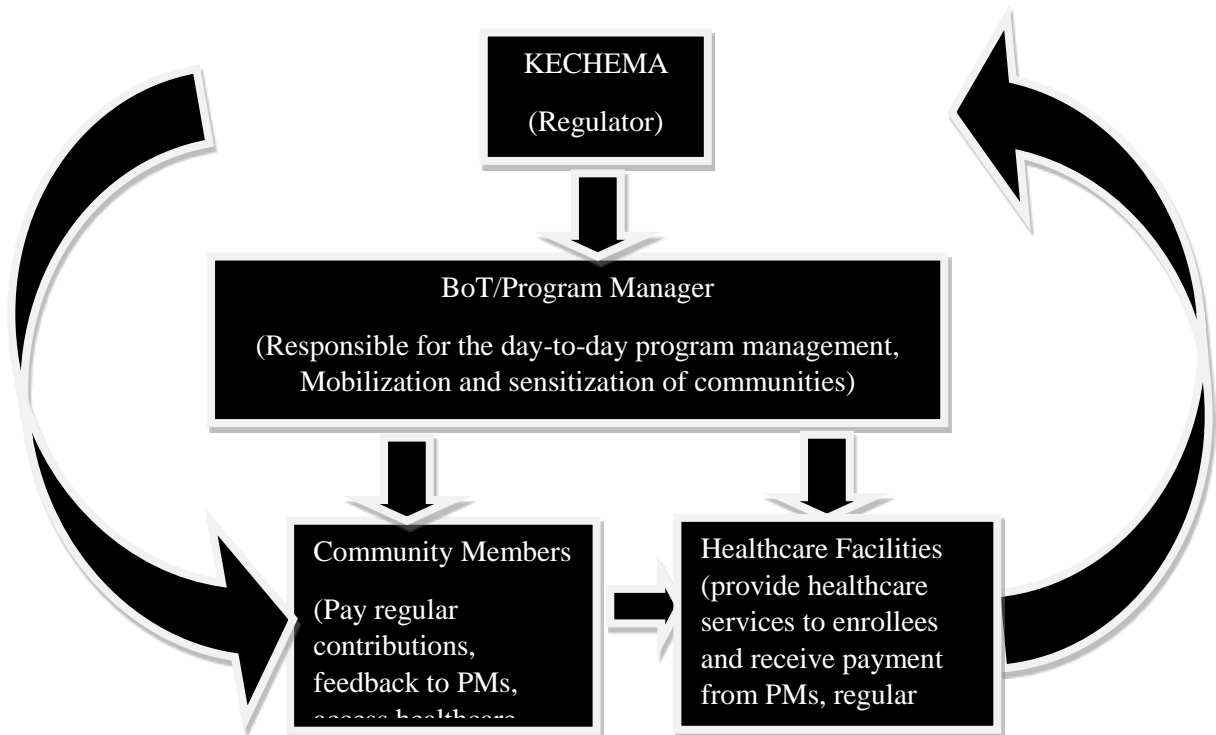 KECHEMA
(Regulator)
BoT/Program Manager
(Responsible for the day-to-day program management,
Mobilization and sensitization of communities)
Community Members
(Pay regular
contributions,
feedback to PMs,
access healthcare
Healthcare Facilities
(provide healthcare
services to enrollees
and receive payment
from PMs, regular